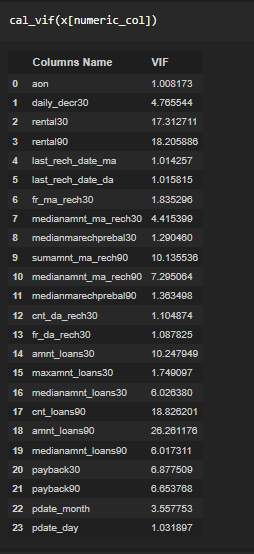 cal_vif(x[numeric_col])
Columns Name VIF
0 aon 1.008173
1 daily_decr30 4.765544
2 rental30 17.312711
3 rental90 18.205886
4 last_rech_date_ma 1.014257
5 last_rech_date_da 1.015815
6 fr_ma_rech30 1.835296
7 medianamnt_ma_rech30 4.415399
8 medianmarechprebal30 1.290460
9 sumamnt_ma_rech90 10.135536
10 medianamnt_ma_rech90 7.295064
11 medianmarechprebal90 1.363498
12 cnt_da_rech30 1.104874
13 fr_da_rech30 1.087825
14 amnt_loans30 10.247949
15 maxamnt_loans30 1.749097
16 medianamnt_loans30 6.026380
17 cnt_loans90 18.826201
18 amnt_loans90 26.261176
19 medianamnt_loans90 6.017311
20 payback30 6.877509
21 payback90 6.653768
22 pdate_month 3.557753
23 pdate_day 1.031897